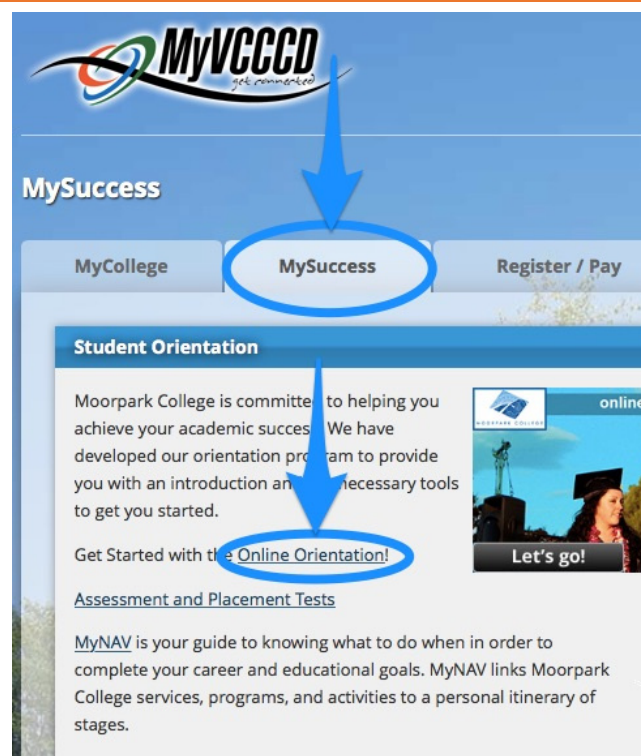 MyVCCCD
get connected
MySuccess
MyCollege
MySuccess
Register / Pay
Student Orientation
Moorpark College is committed to helping you
achieve your academic success. We have
developed our orientation program to provide
you with an introduction and necessary tools
to get you started.
MOORPARK COLLEGE
online
Let's go!
Get Started with the Online Orientation!
Assessment and Placement Tests
MyNAV is your guide to knowing what to do when in order to
complete your career and educational goals. MyNAV links Moorpark
College services, programs, and activities to a personal itinerary of
stages.